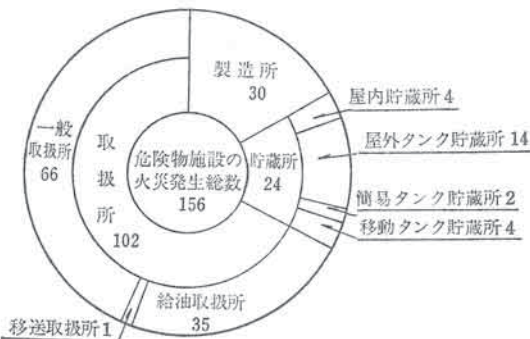 製造所
30
屋内貯蔵所4
屋外タンク貯蔵所14
貯蔵所
24
簡易タンク貯蔵所2
移動タンク貯蔵所4
危険物施設の
火災発生総数
156
一般
取扱所
66
取扱所
102
給油取扱所
35
移送取扱所1